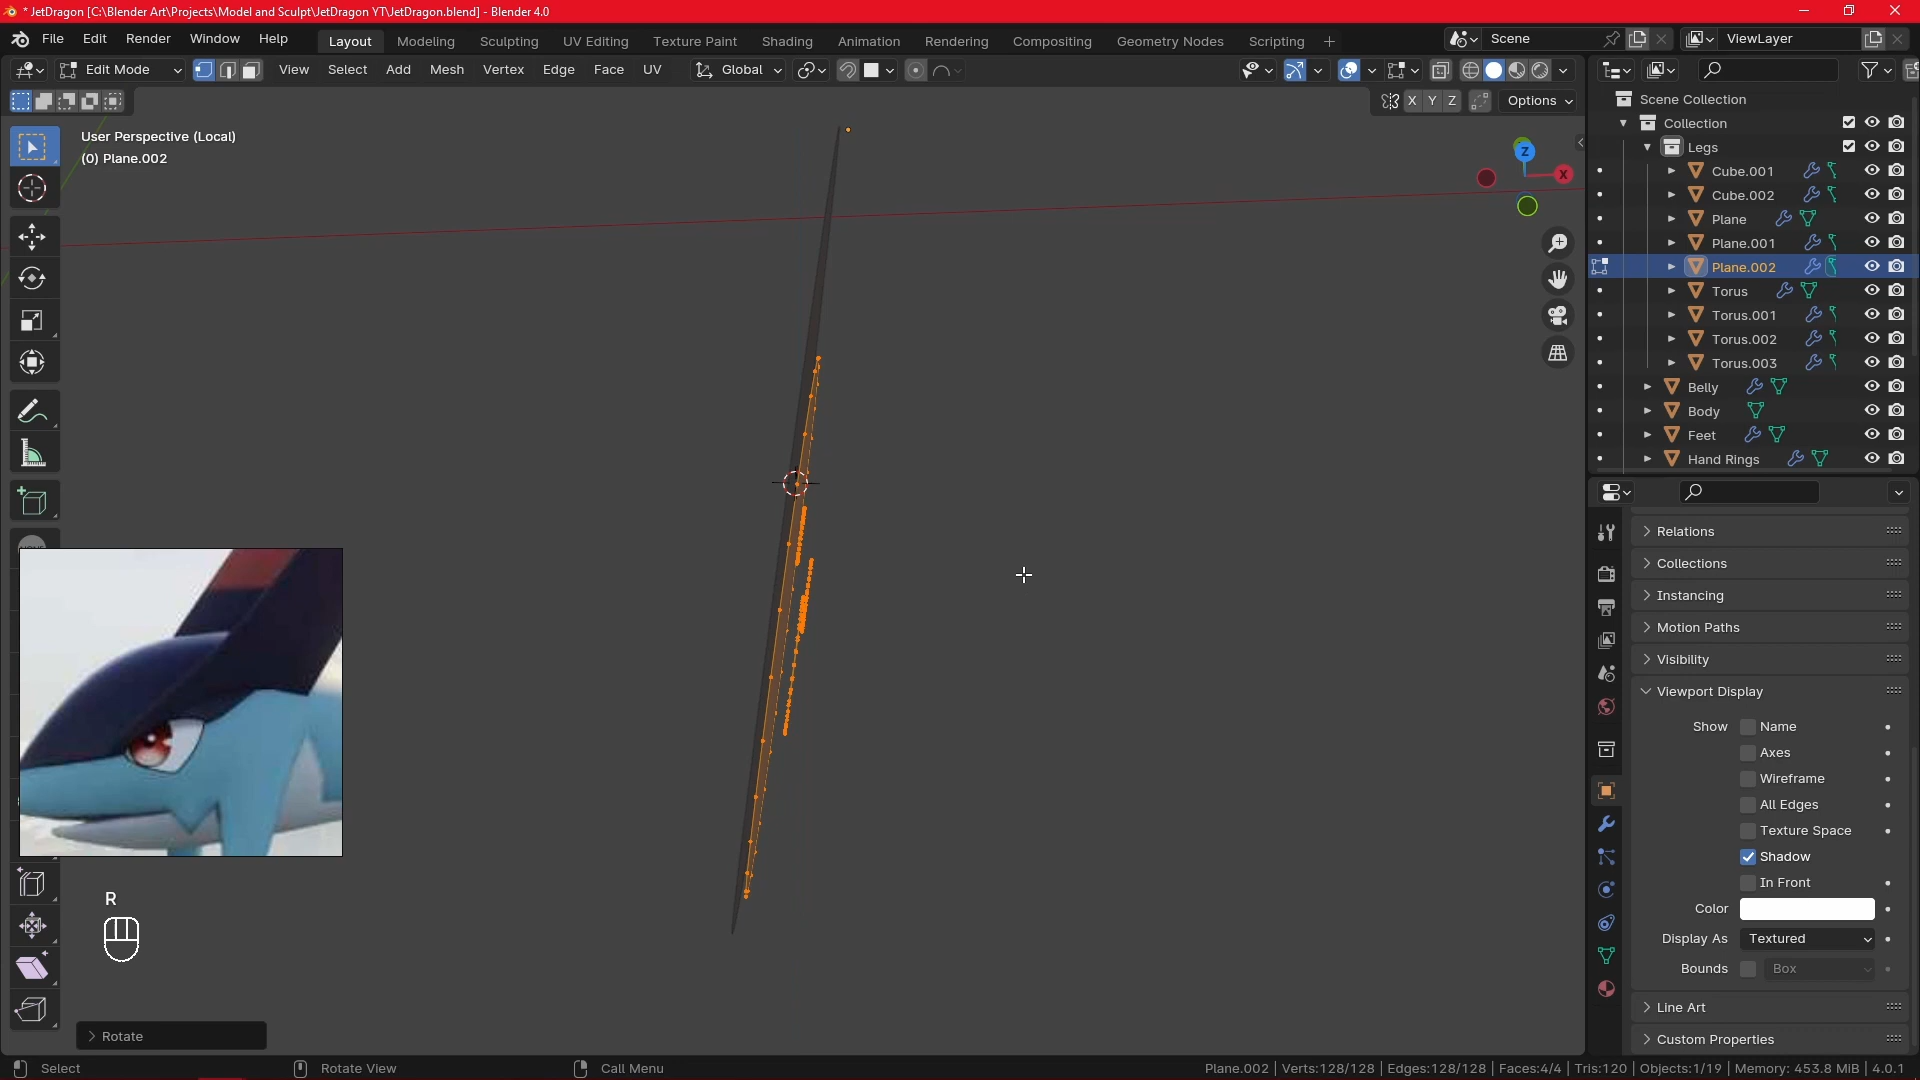 * JetDragon [C:\Blender Art\Projects\Model and Sculpt\JetDragon YT\JetDragon.blend] - Blender 4.0
File Edit Render Window Help
Layout Modeling Sculpting UV Editing Texture Paint Shading Animation Rendering Compositing Geometry Nodes Scripting
Scene
ViewLayer
Edit Mode
View Select Add Mesh Vertex Edge Face UV
Global
X Y Z
Options
User Perspective (Local)
(0) Plane.002
Z
X
Scene Collection
Collection
Legs
Cube.001
Cube.002
Plane
Plane.001
Plane.002
Torus
Torus.001
Torus.002
Torus.003
Belly
Body
Feet
Hand Rings
Relations
Collections
Instancing
Motion Paths
Visibility
Viewport Display
Show Name
Axes
Wireframe
All Edges
Texture Space
Shadow
In Front
Color
Display As Textured
Bounds Box
Line Art
Custom Properties
R
Rotate
Select
Rotate View
Call Menu
Plane.002 | Verts:128/128 | Edges:128/128 | Faces:4/4 | Tris:120 | Objects:1/19 | Memory: 453.8 MiB | 4.0.1